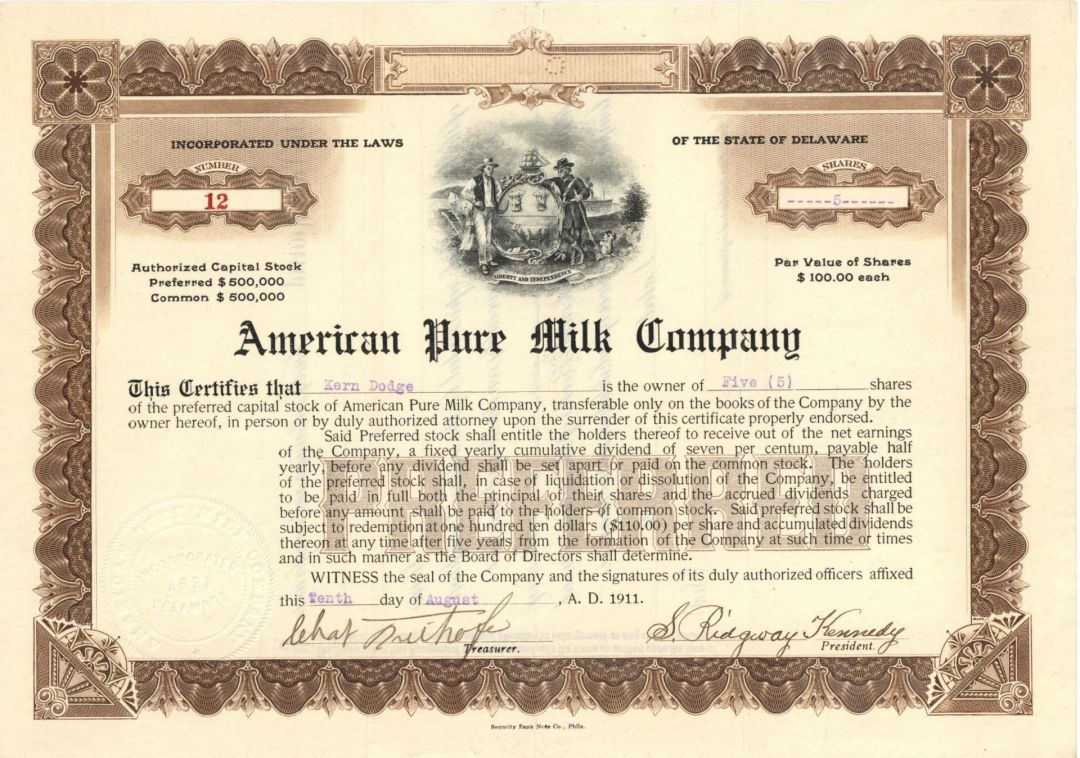 INCORPORATED UNDER THE LAWS OF THE STATE OF DELAWARE
NUMBER SHARES
12 -----5------
LIBERTY AND INDEPENDENCE
Authorized Capital Stock
Preferred $500,000
Common $500,000
Par Value of Shares
$100.00 each
American Pure Milk Company
This Certifies that Kern Dodge is the owner of Five (5) shares
of the preferred capital stock of American Pure Milk Company, transferable only on the books of the Company by the
owner hereof, in person or by duly authorized attorney upon the surrender of this certificate properly endorsed.
Said Preferred stock shall entitle the holders thereof to receive out of the net earnings
of the Company, a fixed yearly cumulative dividend of seven per centum, payable half
yearly, before any dividend shall be set apart or paid on the common stock. The holders
of the preferred stock shall, in case of liquidation or dissolution of the Company, be entitled
to be paid in full both the principal of their shares and the accrued dividends charged
before any amount shall be paid to the holders of common stock. Said preferred stock shall be
subject to redemption at one hundred ten dollars ($110.00) per share and accumulated dividends
thereon at any time after five years from the formation of the Company at such time or times
and in such manner as the Board of Directors shall determine.
PREFERRED
WITNESS the seal of the Company and the signatures of its duly authorized officers affixed
this Tenth day of August, A. D. 1911.
AMERICAN PURE MILK COMPANY
INCORPORATED
1911
DELAWARE
S. Ridgway Kennedy
Treasurer. President.
Security Bank Note Co., Phila.